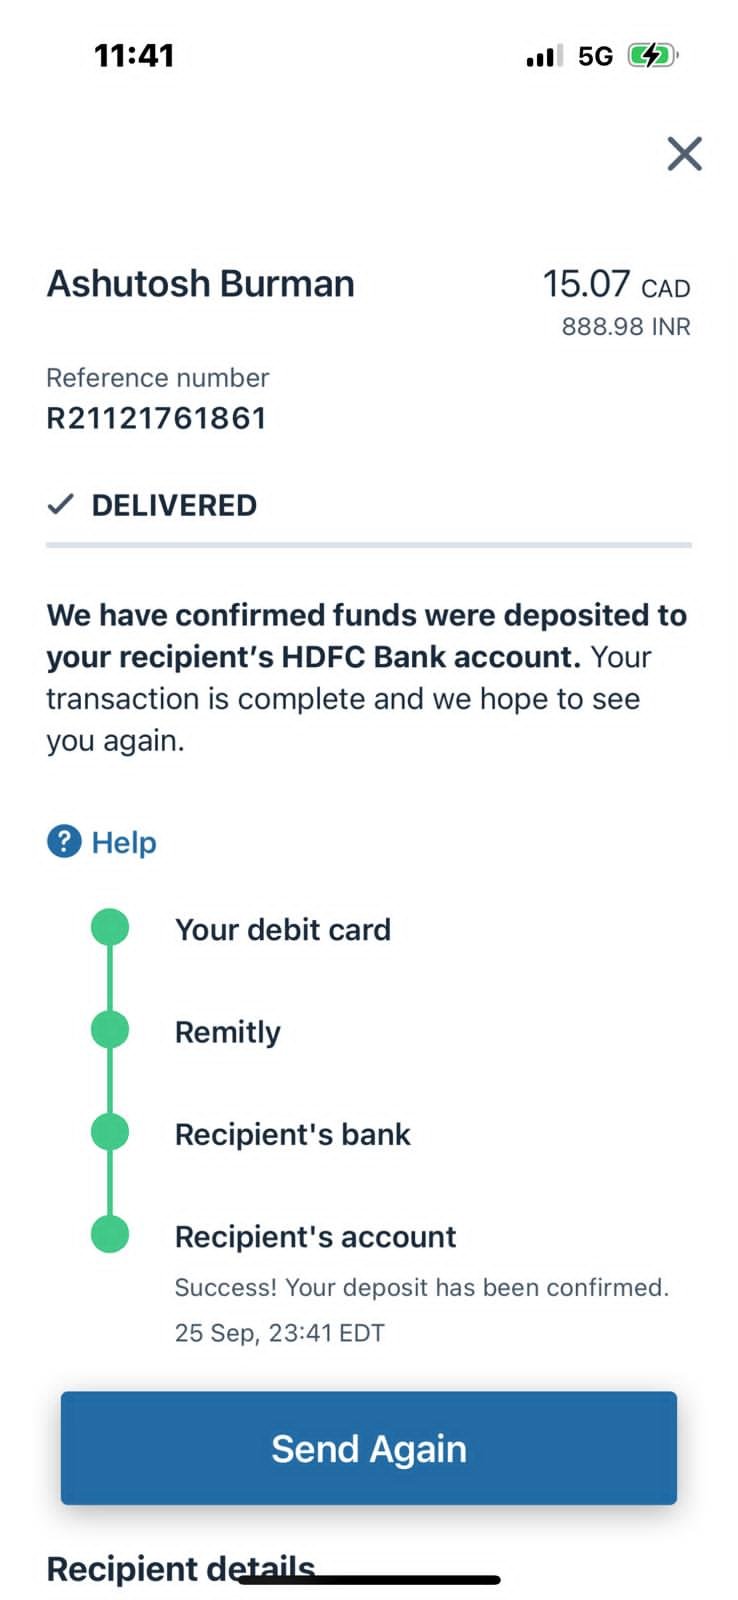 11:41 5G
Ashutosh Burman 15.07 CAD
888.98 INR
Reference number
R21121761861
DELIVERED
We have confirmed funds were deposited to
your recipient's HDFC Bank account. Your
transaction is complete and we hope to see
you again.
? Help
Your debit card
Remitly
Recipient's bank
Recipient's account
Success! Your deposit has been confirmed.
25 Sep, 23:41 EDT
Send Again
Recipient details